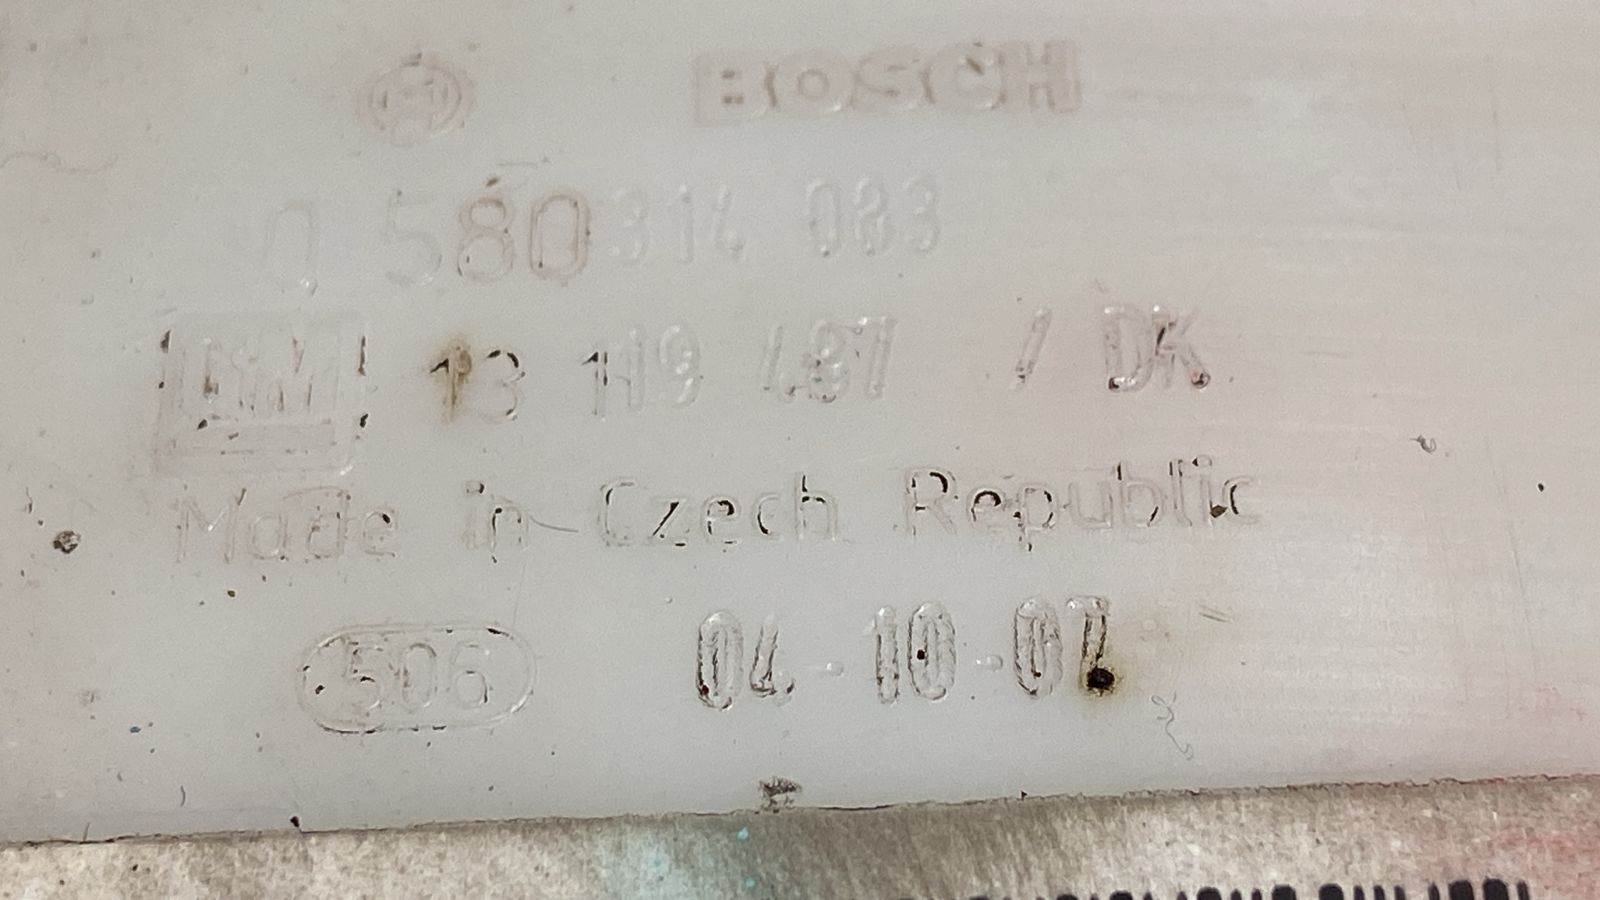 BOSCH
0 580 314 083
GM 13 119 487 / DK
Made in Czech Republic
506 04-10-07